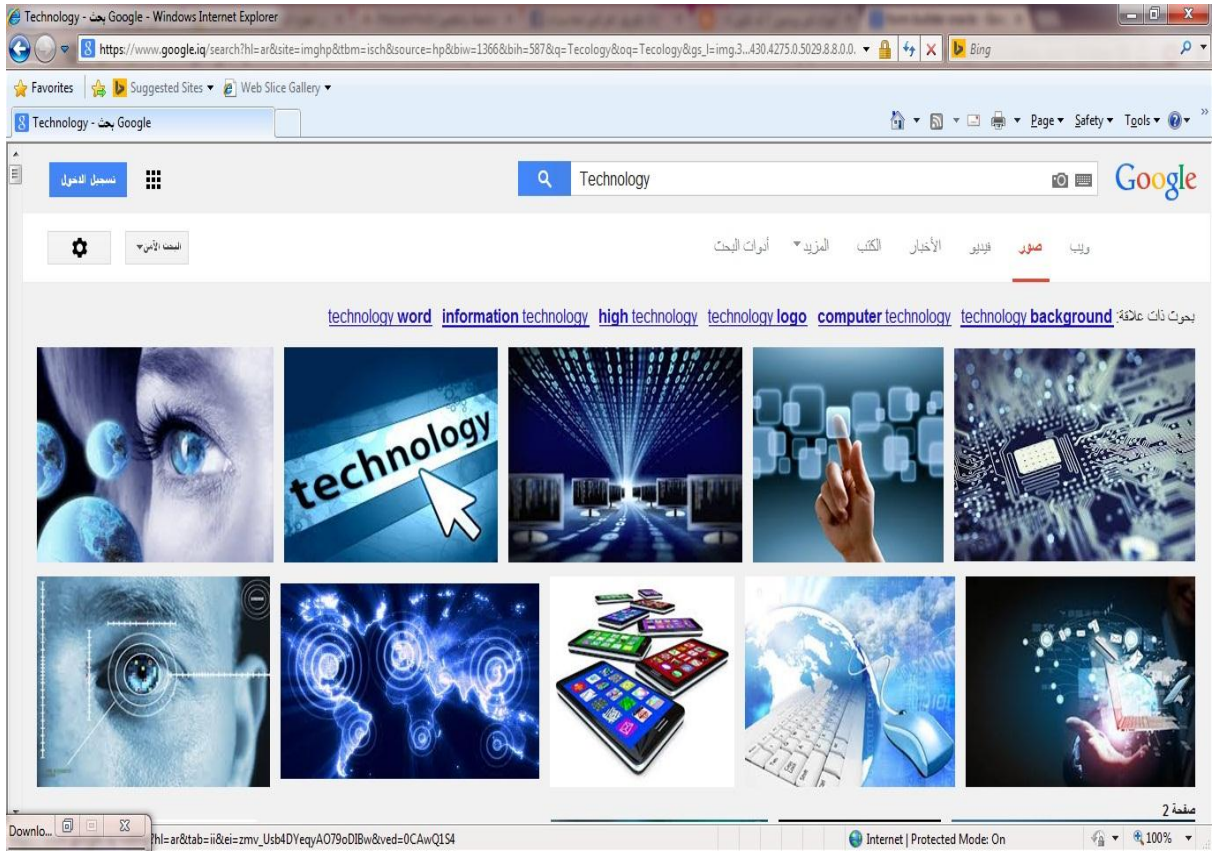 Technology - بحث Google - Windows Internet Explorer
https://www.google.iq/search?hl=ar&site=imghp&tbm=isch&source=hp&biw=1366&bih=587&q=Tecology&oq=Tecology&gs_l=img.3...430.4275.0.5029.8.8.0.0.
Bing
Favorites Suggested Sites Web Slice Gallery
Technology - بحث Google
Page Safety Tools
تسجيل الدخول
Technology
Google
ويب صور فيديو الأخبار الكتب المزيد أدوات البحث
البحث الآمن
بحوث ذات علاقة: technology background computer technology technology logo high technology information technology technology word
technology
صفحة 2
Downlo...
?hl=ar&tab=ii&ei=zmv_Usb4DYeqyAO79oDIBw&ved=0CAwQ1S4
Internet | Protected Mode: On
100%